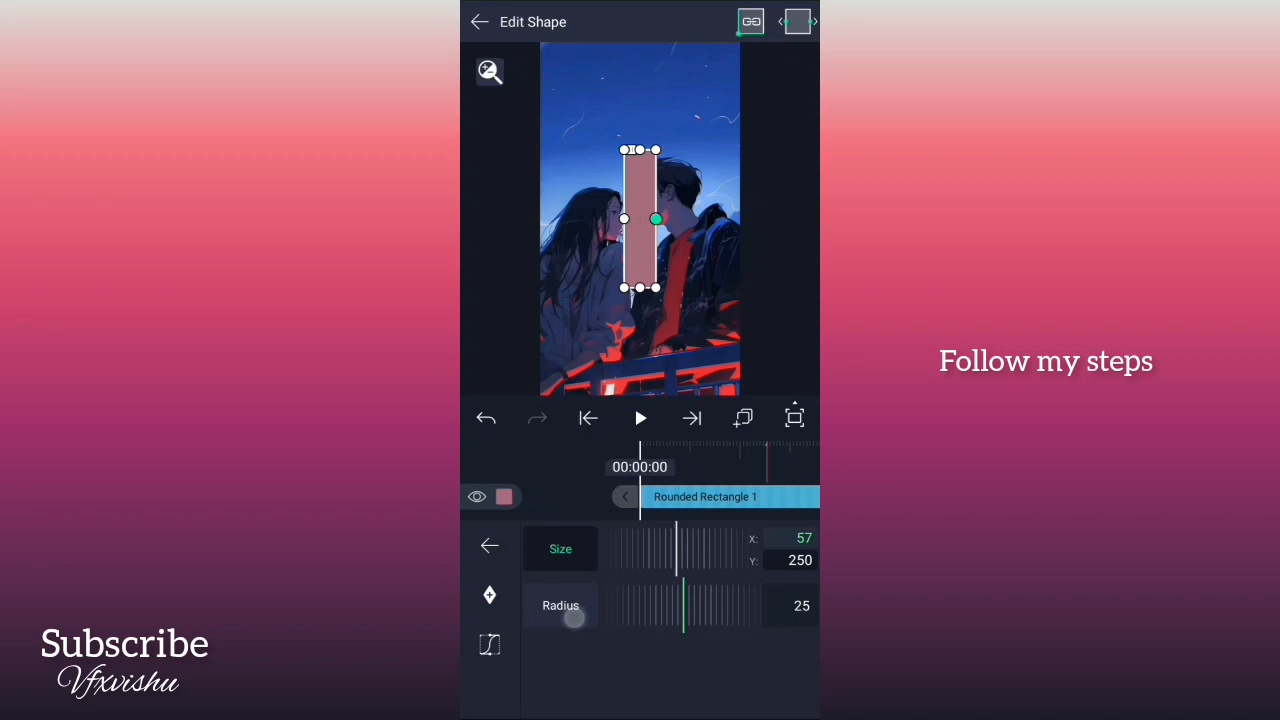 Edit Shape
Follow my steps
00:00:00
Rounded Rectangle 1
Size
X: 57
Y: 250
Radius
25
Subscribe
Vfxvishu